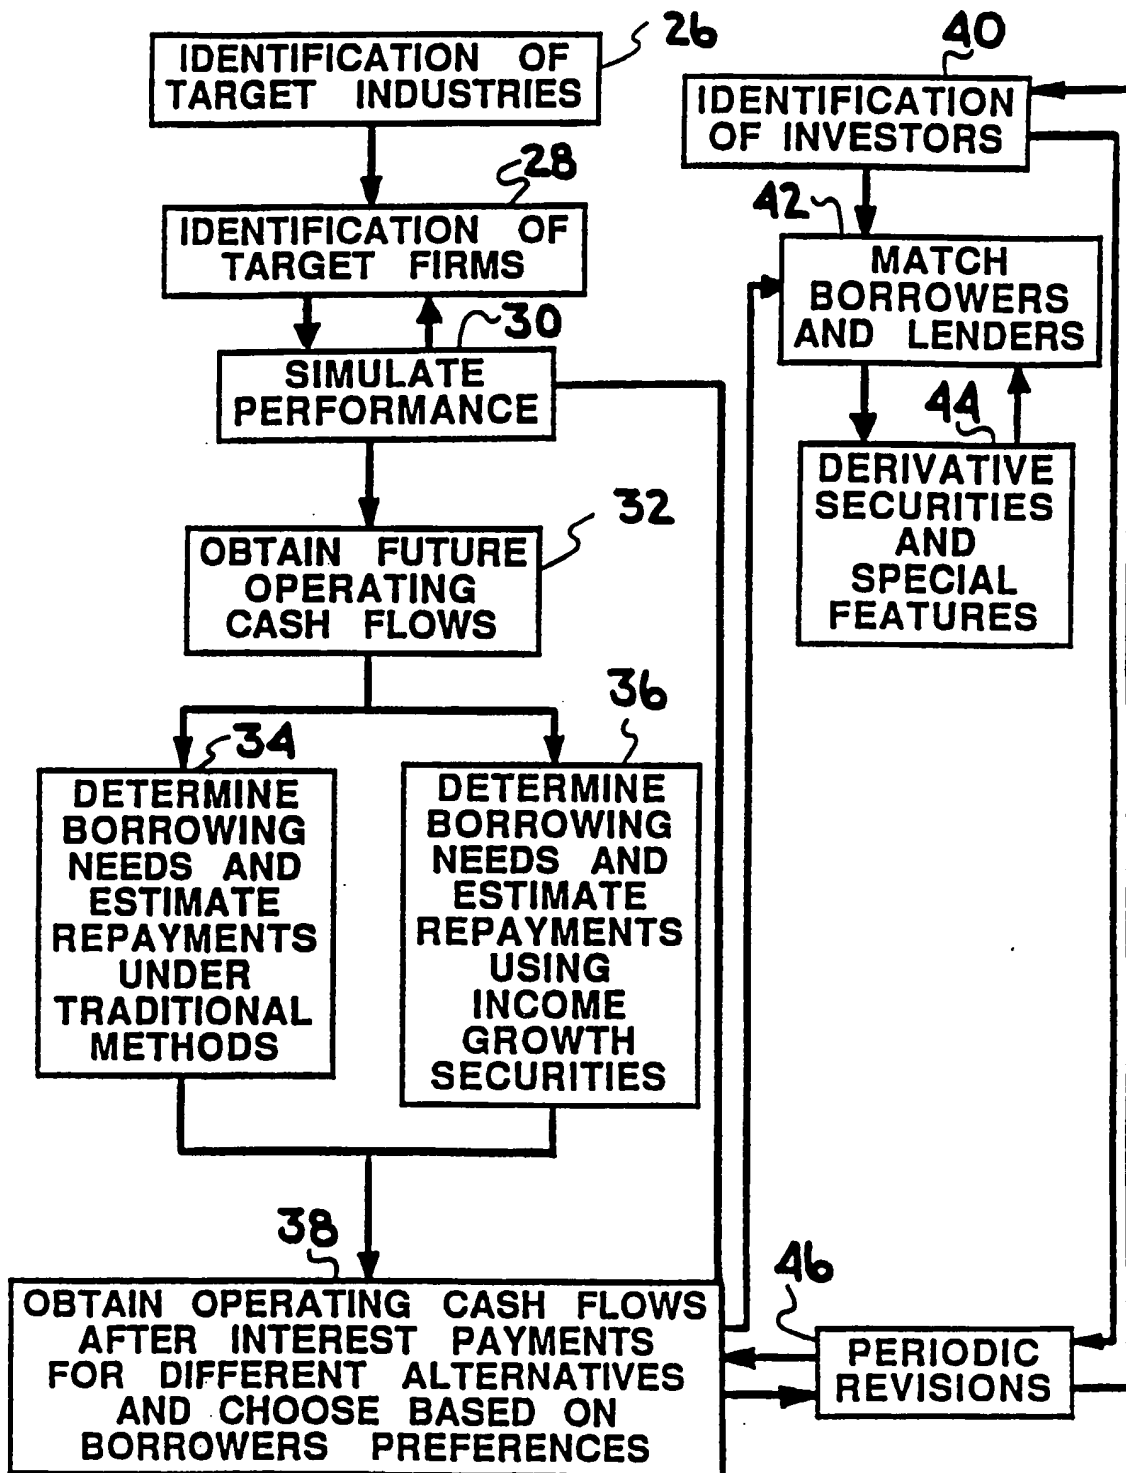 26
IDENTIFICATION OF
TARGET INDUSTRIES
28
IDENTIFICATION OF
TARGET FIRMS
30
SIMULATE
PERFORMANCE
32
OBTAIN FUTURE
OPERATING
CASH FLOWS
34
DETERMINE
BORROWING
NEEDS AND
ESTIMATE
REPAYMENTS
UNDER
TRADITIONAL
METHODS
36
DETERMINE
BORROWING
NEEDS AND
ESTIMATE
REPAYMENTS
USING
INCOME
GROWTH
SECURITIES
38
OBTAIN OPERATING CASH FLOWS
AFTER INTEREST PAYMENTS
FOR DIFFERENT ALTERNATIVES
AND CHOOSE BASED ON
BORROWERS PREFERENCES
40
IDENTIFICATION
OF INVESTORS
42
MATCH
BORROWERS
AND LENDERS
44
DERIVATIVE
SECURITIES
AND
SPECIAL
FEATURES
46
PERIODIC
REVISIONS